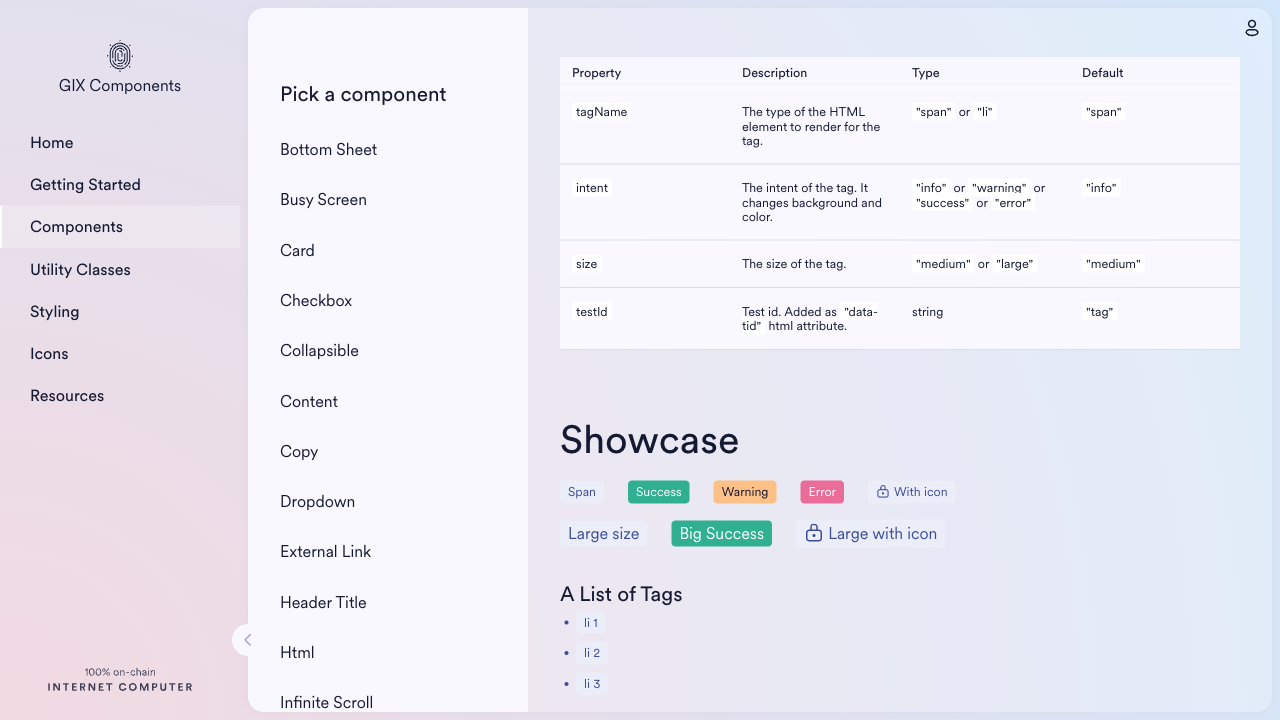 GIX Components
Home
Getting Started
Components
Utility Classes
Styling
Icons
Resources
100% on-chain
INTERNET COMPUTER
Pick a component
Bottom Sheet
Busy Screen
Card
Checkbox
Collapsible
Content
Copy
Dropdown
External Link
Header Title
Html
Infinite Scroll
Property Description Type Default
tagName The type of the HTML "span" or "li" "span"
element to render for the
tag.
intent The intent of the tag. It "info" or "warning" or "info"
changes background and "success" or "error"
color.
size The size of the tag. "medium" or "large" "medium"
testId Test id. Added as "data- string "tag"
tid" html attribute.
Showcase
Span Success Warning Error With icon
Large size Big Success Large with icon
A List of Tags
• li 1
• li 2
• li 3